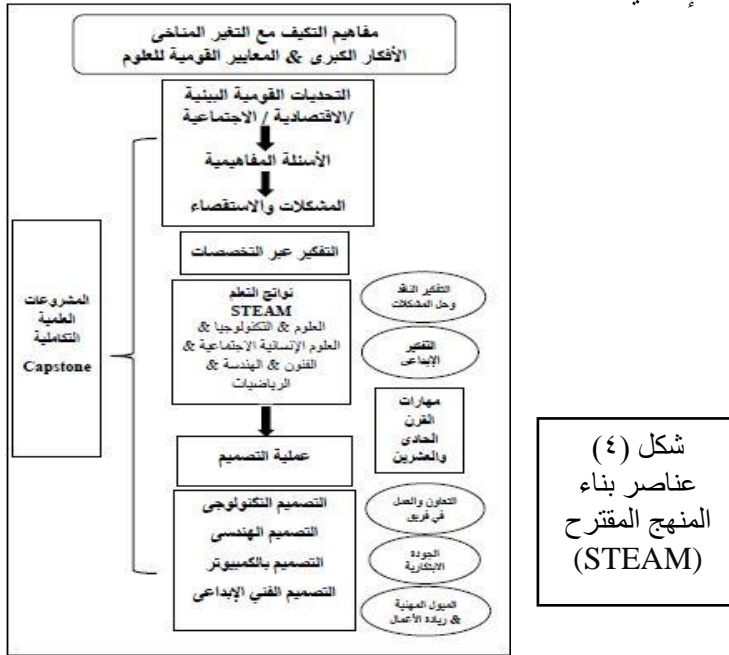 مفاهيم التكيف مع التغير المناخى
الأفكار الكبرى & المعايير القومية للعلوم
التحديات القومية البيئية
/الاقتصادية / الاجتماعية
الأسئلة المفاهيمية
المشكلات والاستقصاء
التفكير عبر التخصصات
المشروعات
العلمية
التكاملية
Capstone
نواتج التعلم
STEAM
العلوم & التكنولوجيا &
العلوم الإنسانية الاجتماعية &
الفنون & الهندسة &
الرياضيات
عملية التصميم
التصميم التكنولوجى
التصميم الهندسى
التصميم بالكمبيوتر
التصميم الفني الإبداعى
التفكير الناقد
وحل المشكلات
التفكير
الإبداعى
مهارات
القرن
الحادى
والعشرين
التعاون والعمل
في فريق
الجودة
الابتكارية
الميول المهنية
& ريادة الأعمال
شكل (٤)
عناصر بناء
المنهج المقترح
(STEAM)